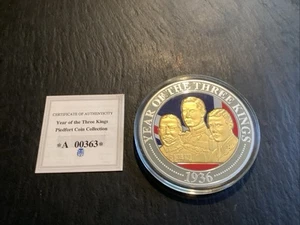 CERTIFICATE OF AUTHENTICITY
Year of the Three Kings
Piedfort Coin Collection
*A 00363*
YEAR OF THE THREE KINGS
1936